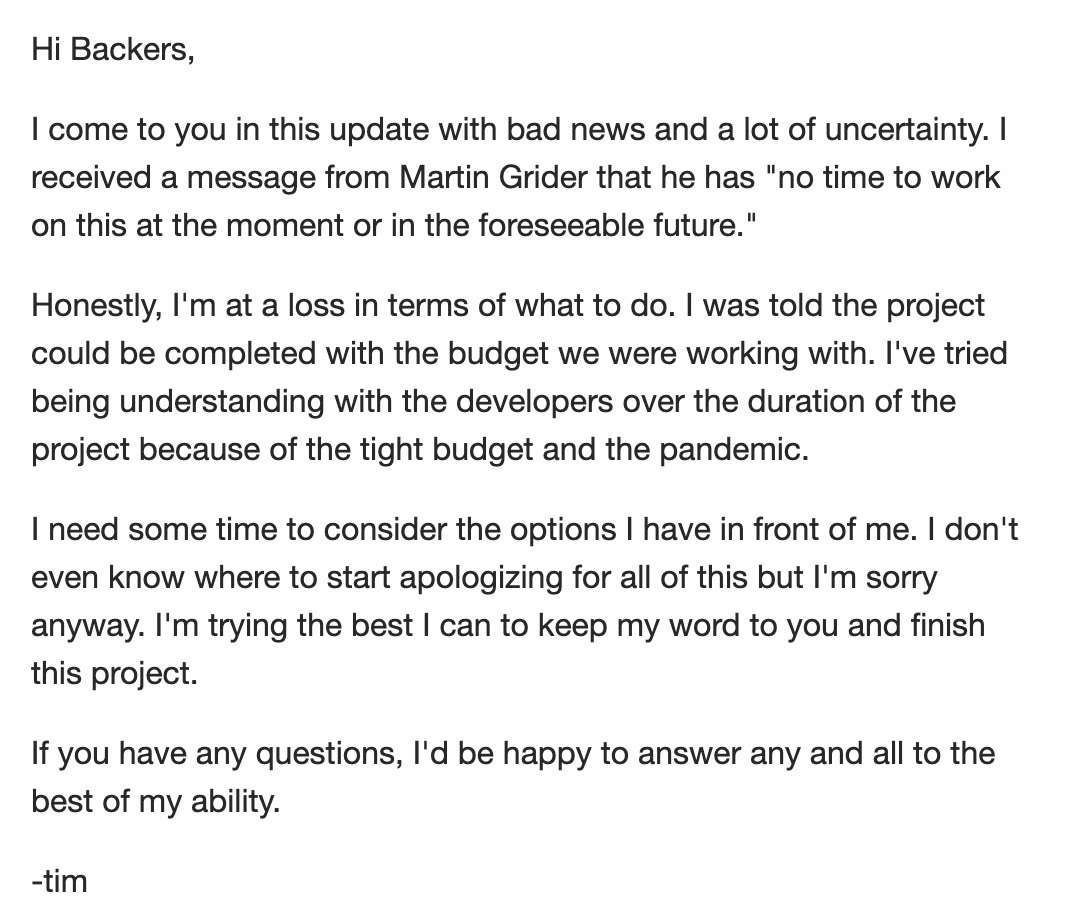 Hi Backers,
I come to you in this update with bad news and a lot of uncertainty. I
received a message from Martin Grider that he has "no time to work
on this at the moment or in the foreseeable future."
Honestly, I'm at a loss in terms of what to do. I was told the project
could be completed with the budget we were working with. I've tried
being understanding with the developers over the duration of the
project because of the tight budget and the pandemic.
I need some time to consider the options I have in front of me. I don't
even know where to start apologizing for all of this but I'm sorry
anyway. I'm trying the best I can to keep my word to you and finish
this project.
If you have any questions, I'd be happy to answer any and all to the
best of my ability.
-tim